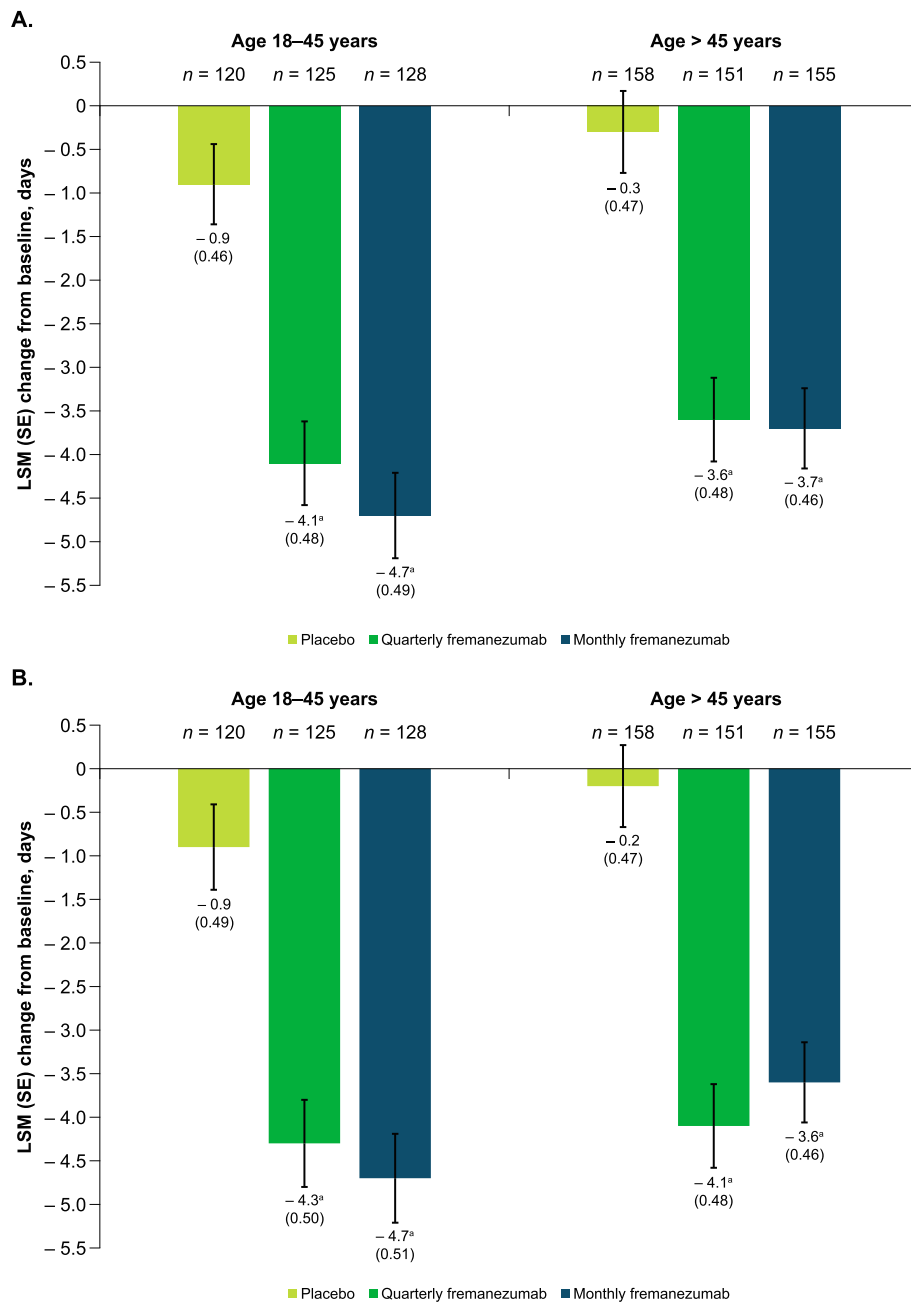 A.
Age 18–45 years
Age > 45 years
n = 120
n = 125
n = 128
n = 158
n = 151
n = 155
LSM (SE) change from baseline, days
0.5
0
– 0.5
– 1.0
– 1.5
– 2.0
– 2.5
– 3.0
– 3.5
– 4.0
– 4.5
– 5.0
– 5.5
– 0.9
(0.46)
– 4.1ᵃ
(0.48)
– 4.7ᵃ
(0.49)
– 0.3
(0.47)
– 3.6ᵃ
(0.48)
– 3.7ᵃ
(0.46)
Placebo Quarterly fremanezumab Monthly fremanezumab
B.
Age 18–45 years
Age > 45 years
n = 120
n = 125
n = 128
n = 158
n = 151
n = 155
LSM (SE) change from baseline, days
0.5
0
– 0.5
– 1.0
– 1.5
– 2.0
– 2.5
– 3.0
– 3.5
– 4.0
– 4.5
– 5.0
– 5.5
– 0.9
(0.49)
– 4.3ᵃ
(0.50)
– 4.7ᵃ
(0.51)
– 0.2
(0.47)
– 4.1ᵃ
(0.48)
– 3.6ᵃ
(0.46)
Placebo Quarterly fremanezumab Monthly fremanezumab